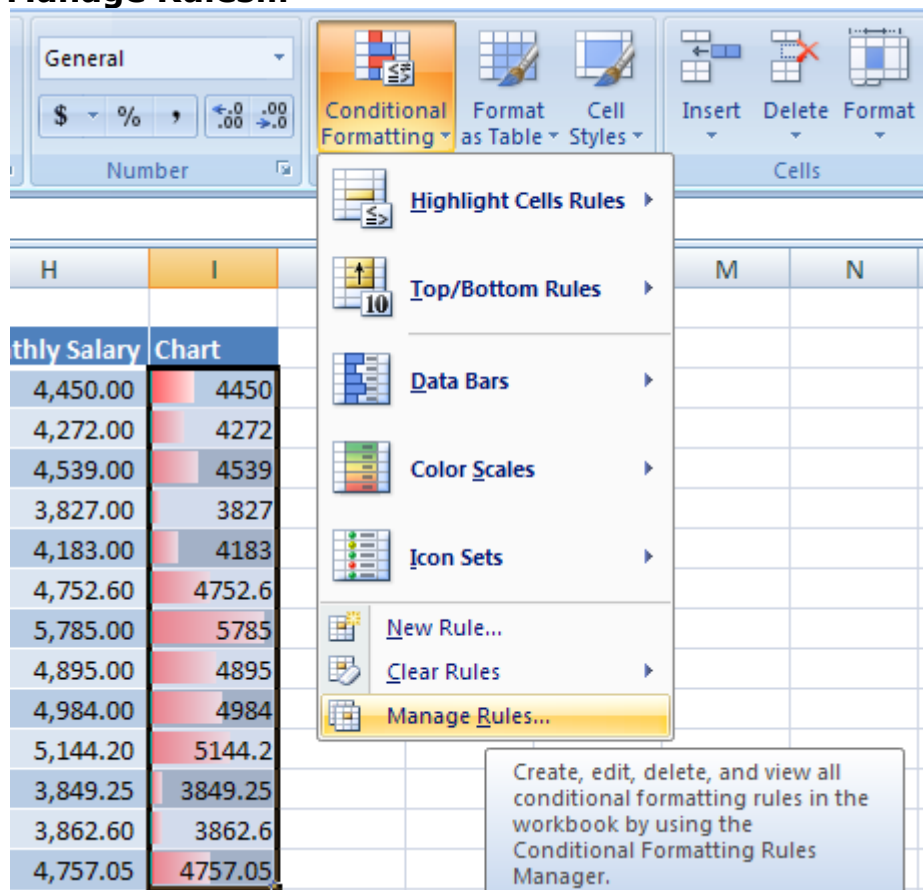 Manage Rules...
General
$ % , .0 .00 .00 .0
Conditional Formatting
Format as Table
Cell Styles
Insert Delete Format
Number
Cells
Highlight Cells Rules
Top/Bottom Rules
10
Data Bars
Color Scales
Icon Sets
New Rule...
Clear Rules
Manage Rules...
Create, edit, delete, and view all
conditional formatting rules in the
workbook by using the
Conditional Formatting Rules
Manager.
H I M N
thly Salary Chart
4,450.00 4450
4,272.00 4272
4,539.00 4539
3,827.00 3827
4,183.00 4183
4,752.60 4752.6
5,785.00 5785
4,895.00 4895
4,984.00 4984
5,144.20 5144.2
3,849.25 3849.25
3,862.60 3862.6
4,757.05 4757.05